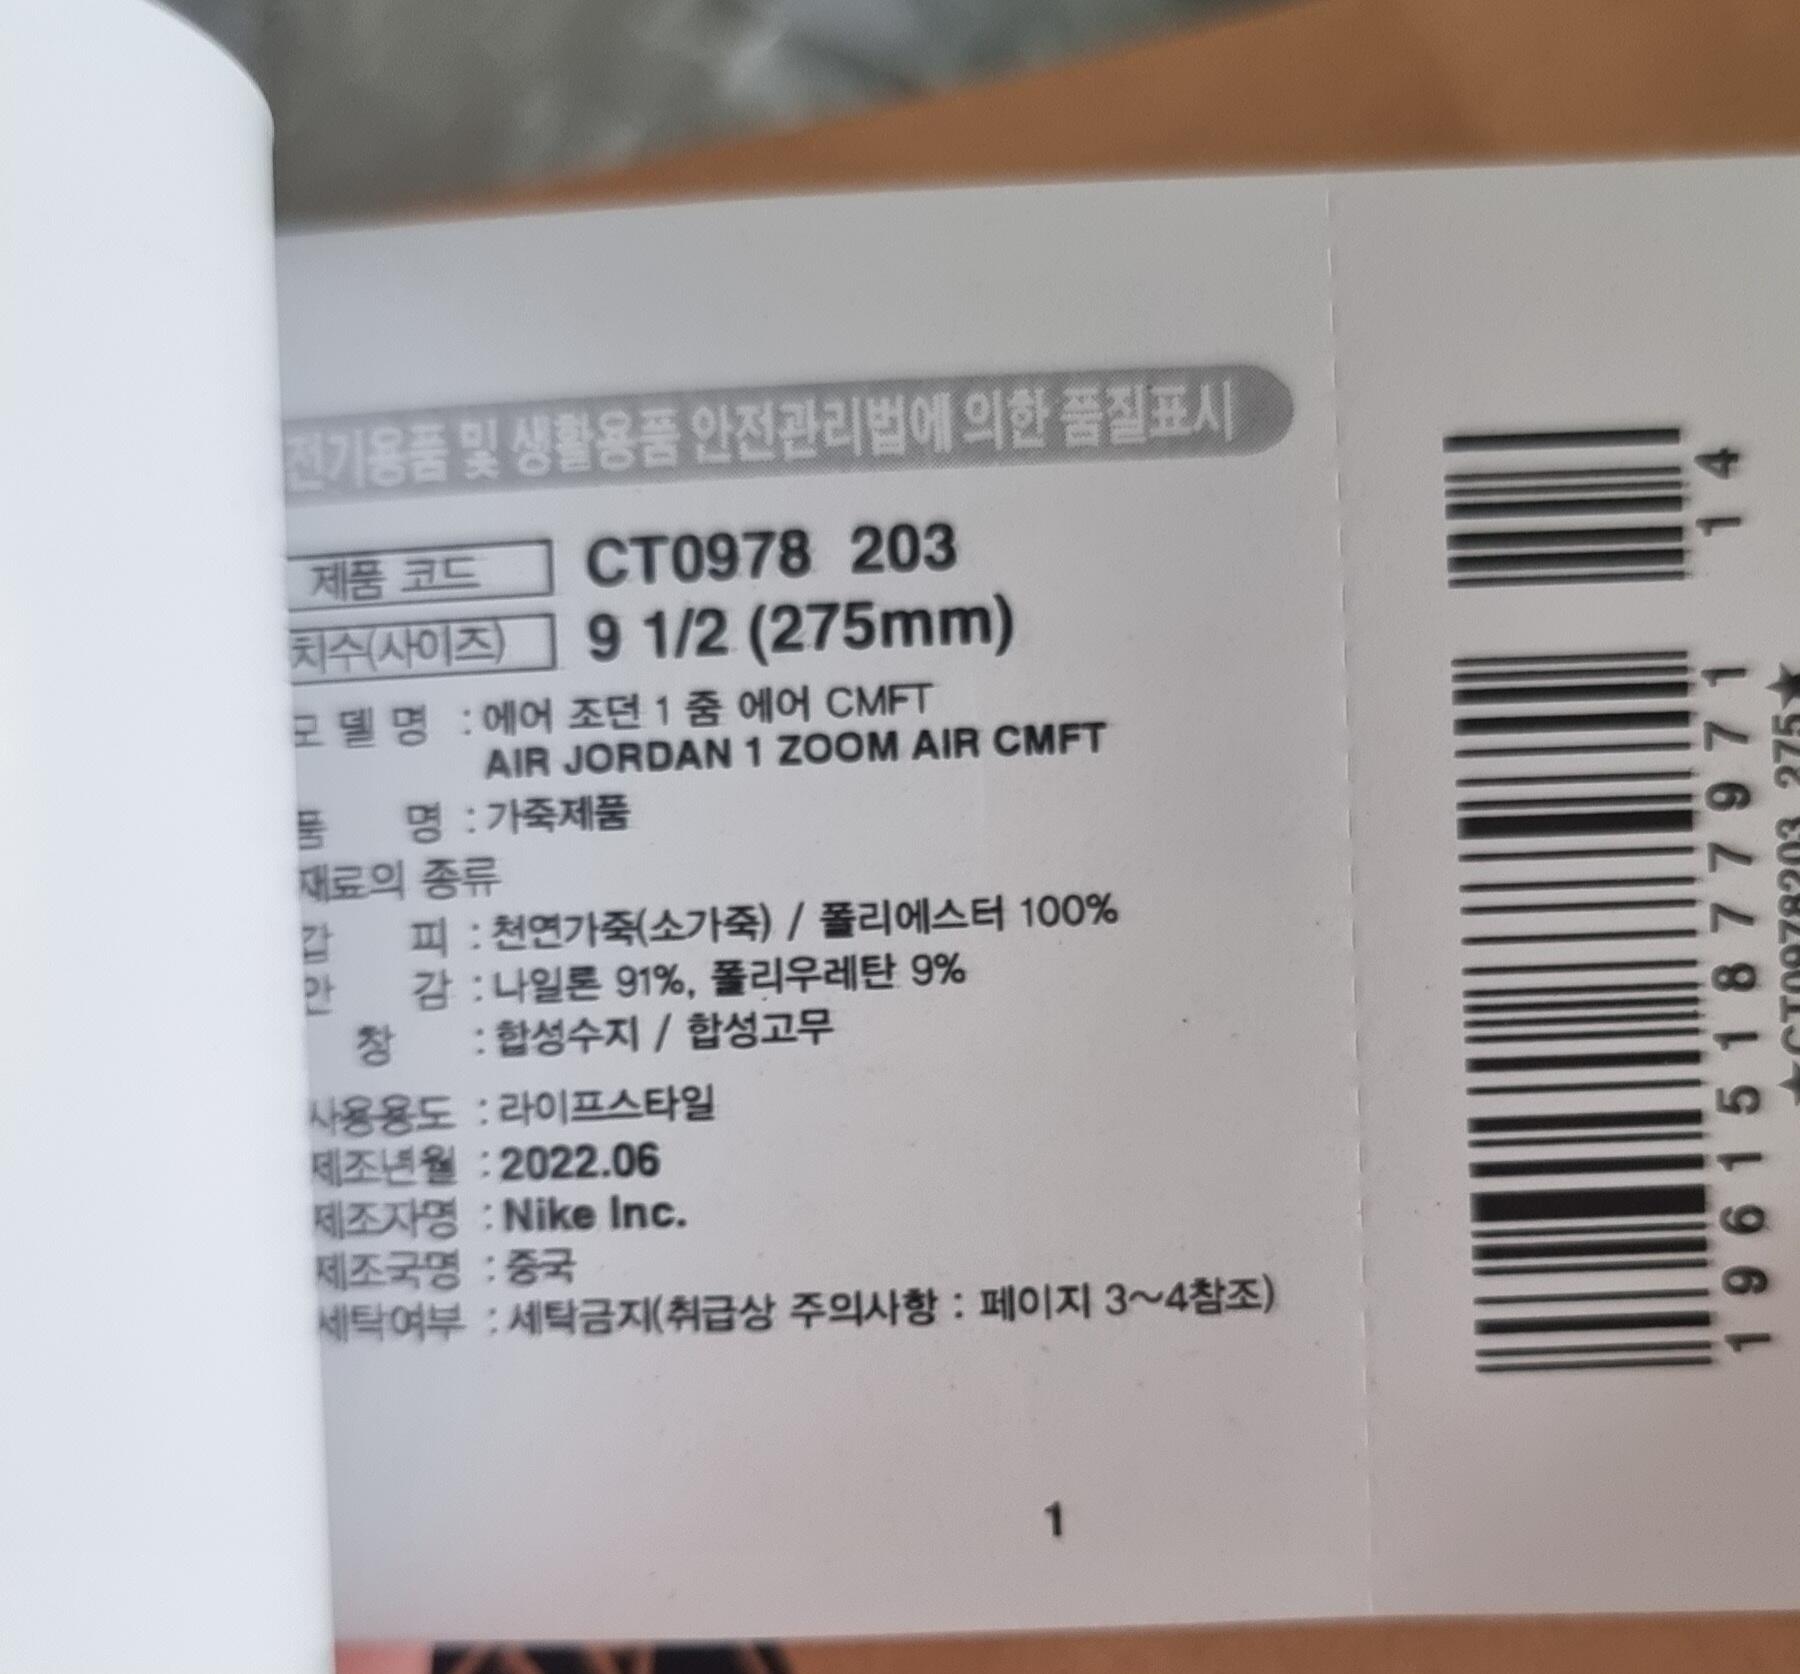 전기용품 및 생활용품 안전관리법에 의한 품질표시
제품 코드 CT0978 203
치수(사이즈) 9 1/2 (275mm)
모 델 명 : 에어 조던 1 줌 에어 CMFT
AIR JORDAN 1 ZOOM AIR CMFT
품 명 : 가죽제품
재료의 종류
갑 피 : 천연가죽(소가죽) / 폴리에스터 100%
안 감 : 나일론 91%, 폴리우레탄 9%
창 : 합성수지 / 합성고무
사용용도 : 라이프스타일
제조년월 : 2022.06
제조자명 : Nike Inc.
제조국명 : 중국
세탁여부 : 세탁금지(취급상 주의사항 : 페이지 3~4참조)
1
196151877971 14
★CT0978203 275★